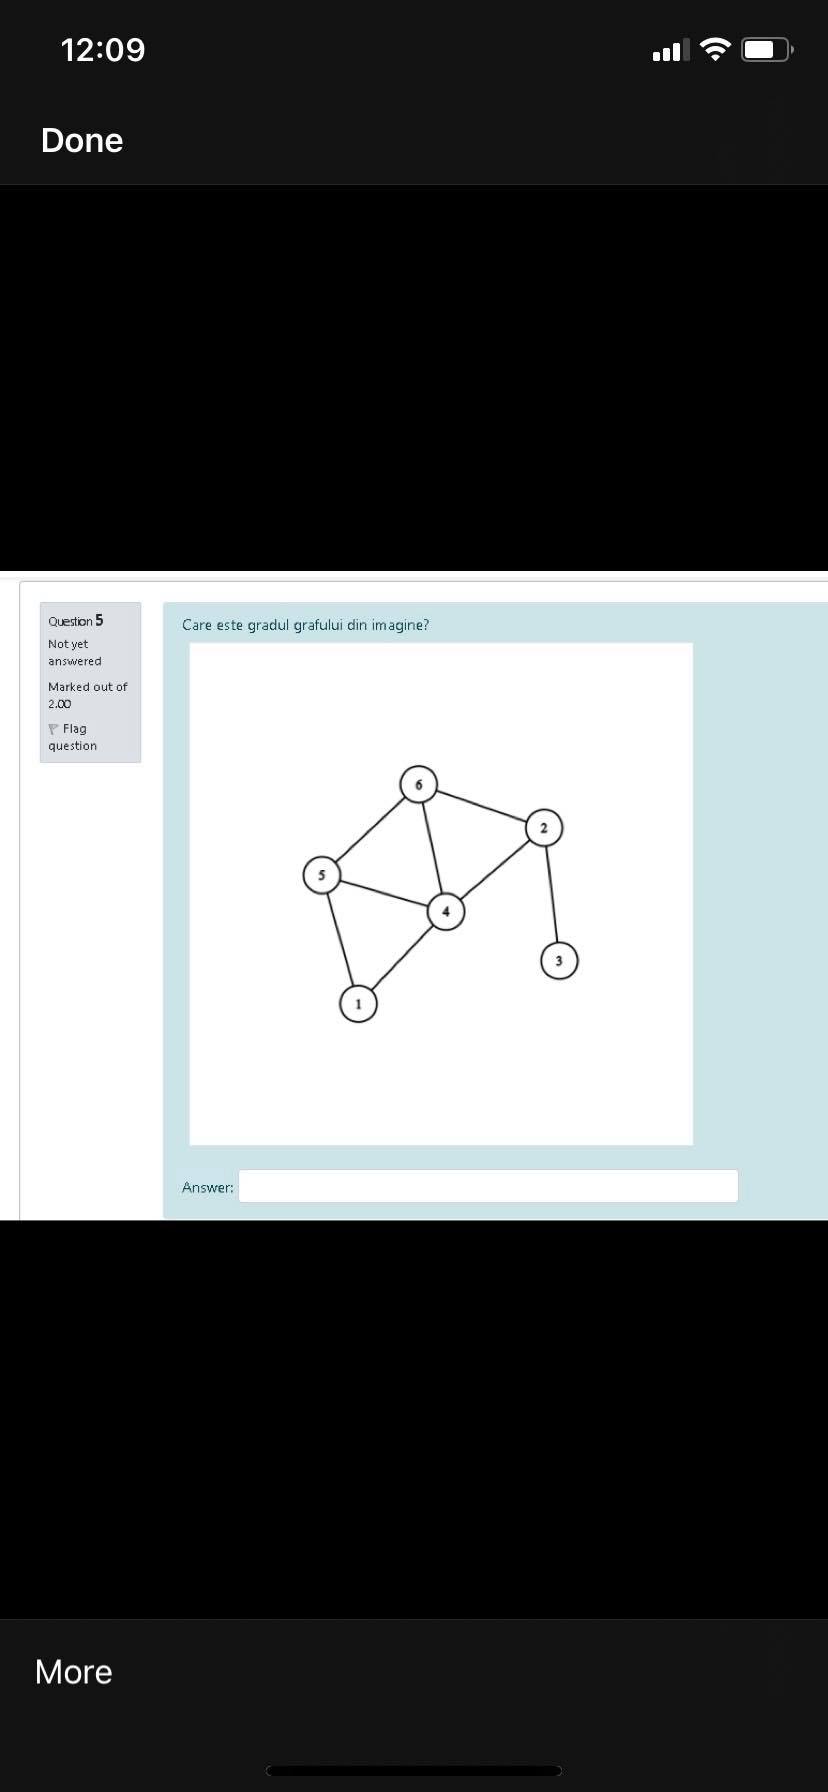 12:09
Done
Question 5
Not yet
answered
Marked out of
2.00
Flag
question
Care este gradul grafului din imagine?
6
2
5
4
3
1
Answer:
More